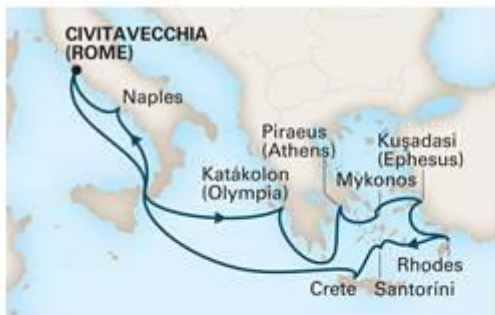 CIVITAVECCHIA
(ROME)
Naples
Piraeus
(Athens)
Kuşadasi
(Ephesus)
Mykonos
Katákolon
(Olympia)
Rhodes
Crete
Santorini